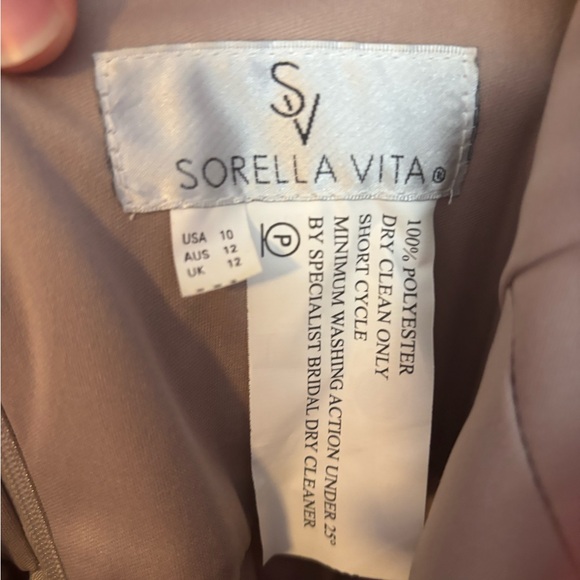 SV
SORELLA VITA®
USA 10
AUS 12
UK 12
P
100% POLYESTER
DRY CLEAN ONLY
SHORT CYCLE
MINIMUM WASHING ACTION UNDER 25°
BY SPECIALIST BRIDAL DRY CLEANER